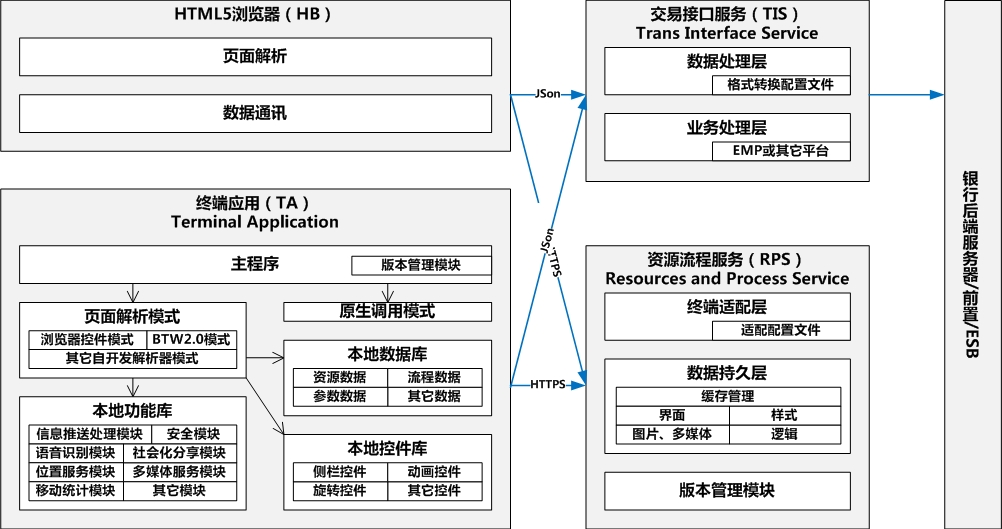 HTML5浏览器（HB）
页面解析
数据通讯
终端应用（TA）
Terminal Application
主程序
版本管理模块
页面解析模式
浏览器控件模式
BTW2.0模式
其它自开发解析器模式
原生调用模式
本地数据库
资源数据
流程数据
参数数据
其它数据
本地功能库
信息推送处理模块
安全模块
语音识别模块
社会化分享模块
位置服务模块
多媒体服务模块
移动统计模块
其它模块
本地控件库
侧栏控件
动画控件
旋转控件
其它控件
JSon
JSon
TTPS
HTTPS
交易接口服务（TIS）
Trans Interface Service
数据处理层
格式转换配置文件
业务处理层
EMP或其它平台
资源流程服务（RPS）
Resources and Process Service
终端适配层
适配配置文件
数据持久层
缓存管理
界面
样式
图片、多媒体
逻辑
版本管理模块
银行后端服务器/前置/ESB